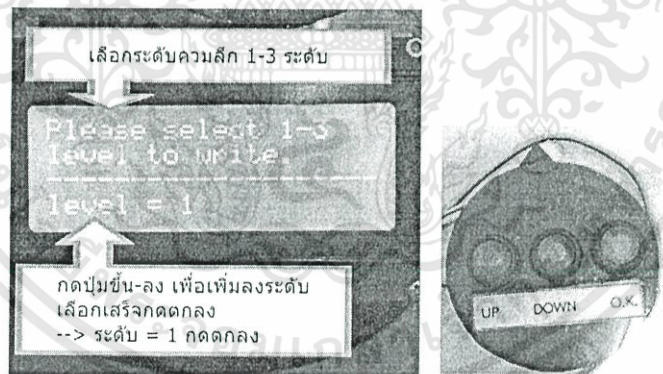 เลือกระดับควมลึก 1-3 ระดับ
Please select 1-3
level to write.
level = 1
กดปุ่มขึ้น-ลง เพื่อเพิ่มลงระดับ
เลือกเสร็จกดตกลง
--> ระดับ = 1 กดตกลง
UP DOWN O.K.